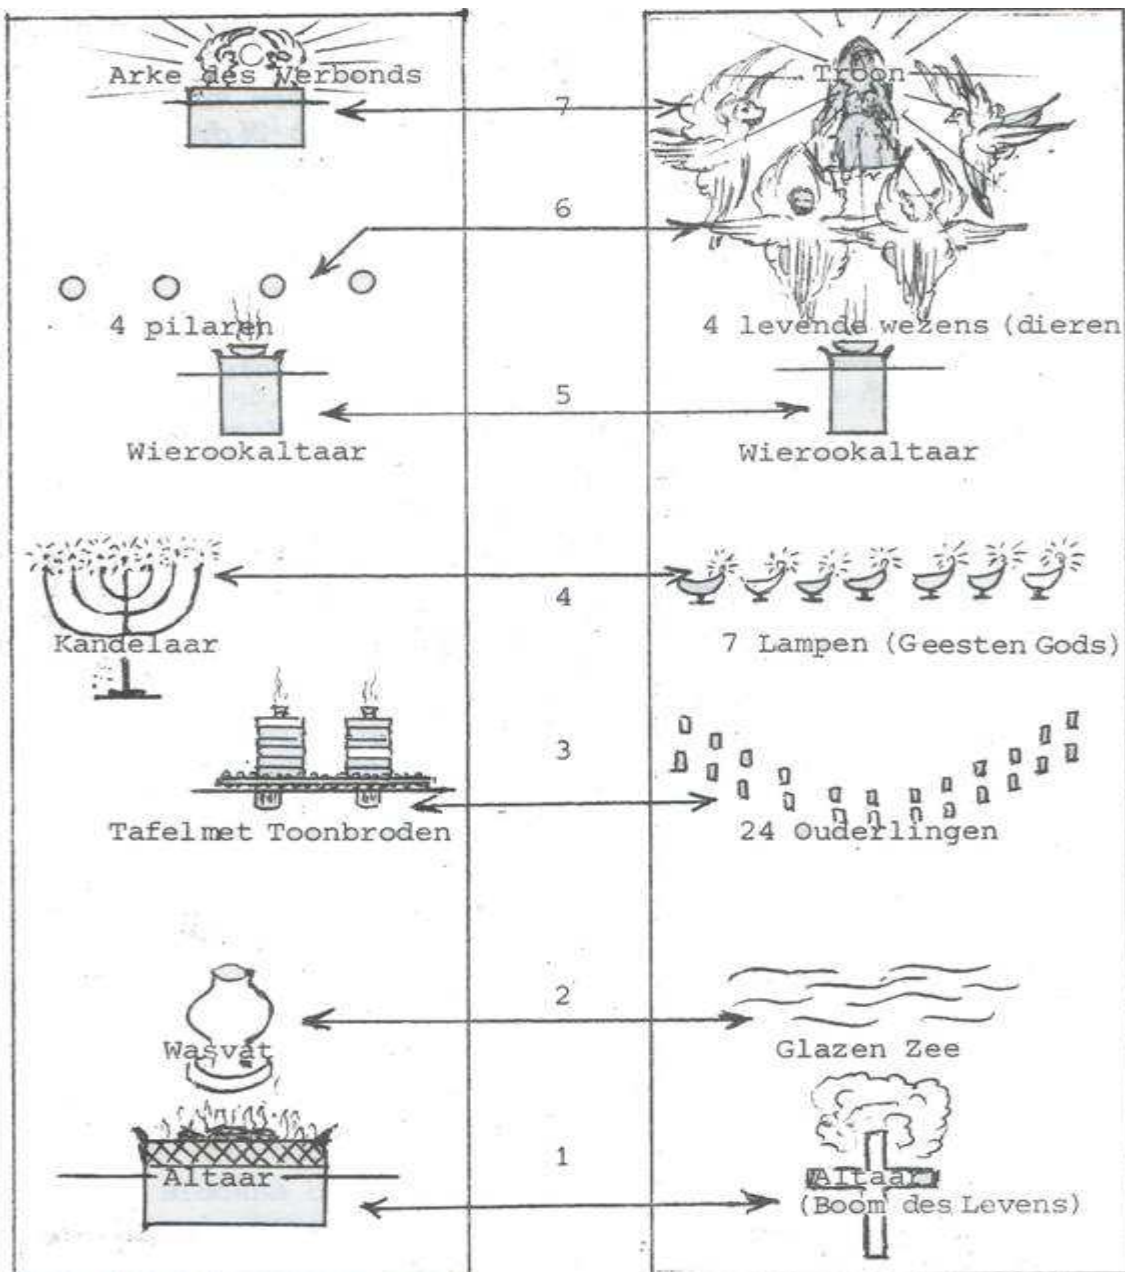 Arke des Verbonds
7
Troon
6
4 pilaren
4 levende wezens (dieren
5
Wierookaltaar
Wierookaltaar
4
Kandelaar
7 Lampen (Geesten Gods)
3
Tafel met Toonbroden
24 Ouderlingen
2
Wasvat
Glazen Zee
1
Altaar
Altaar
(Boom des Levens)